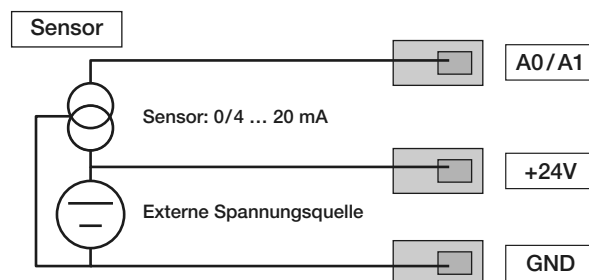 Sensor
A0/A1
Sensor: 0/4 … 20 mA
+24V
Externe Spannungsquelle
GND